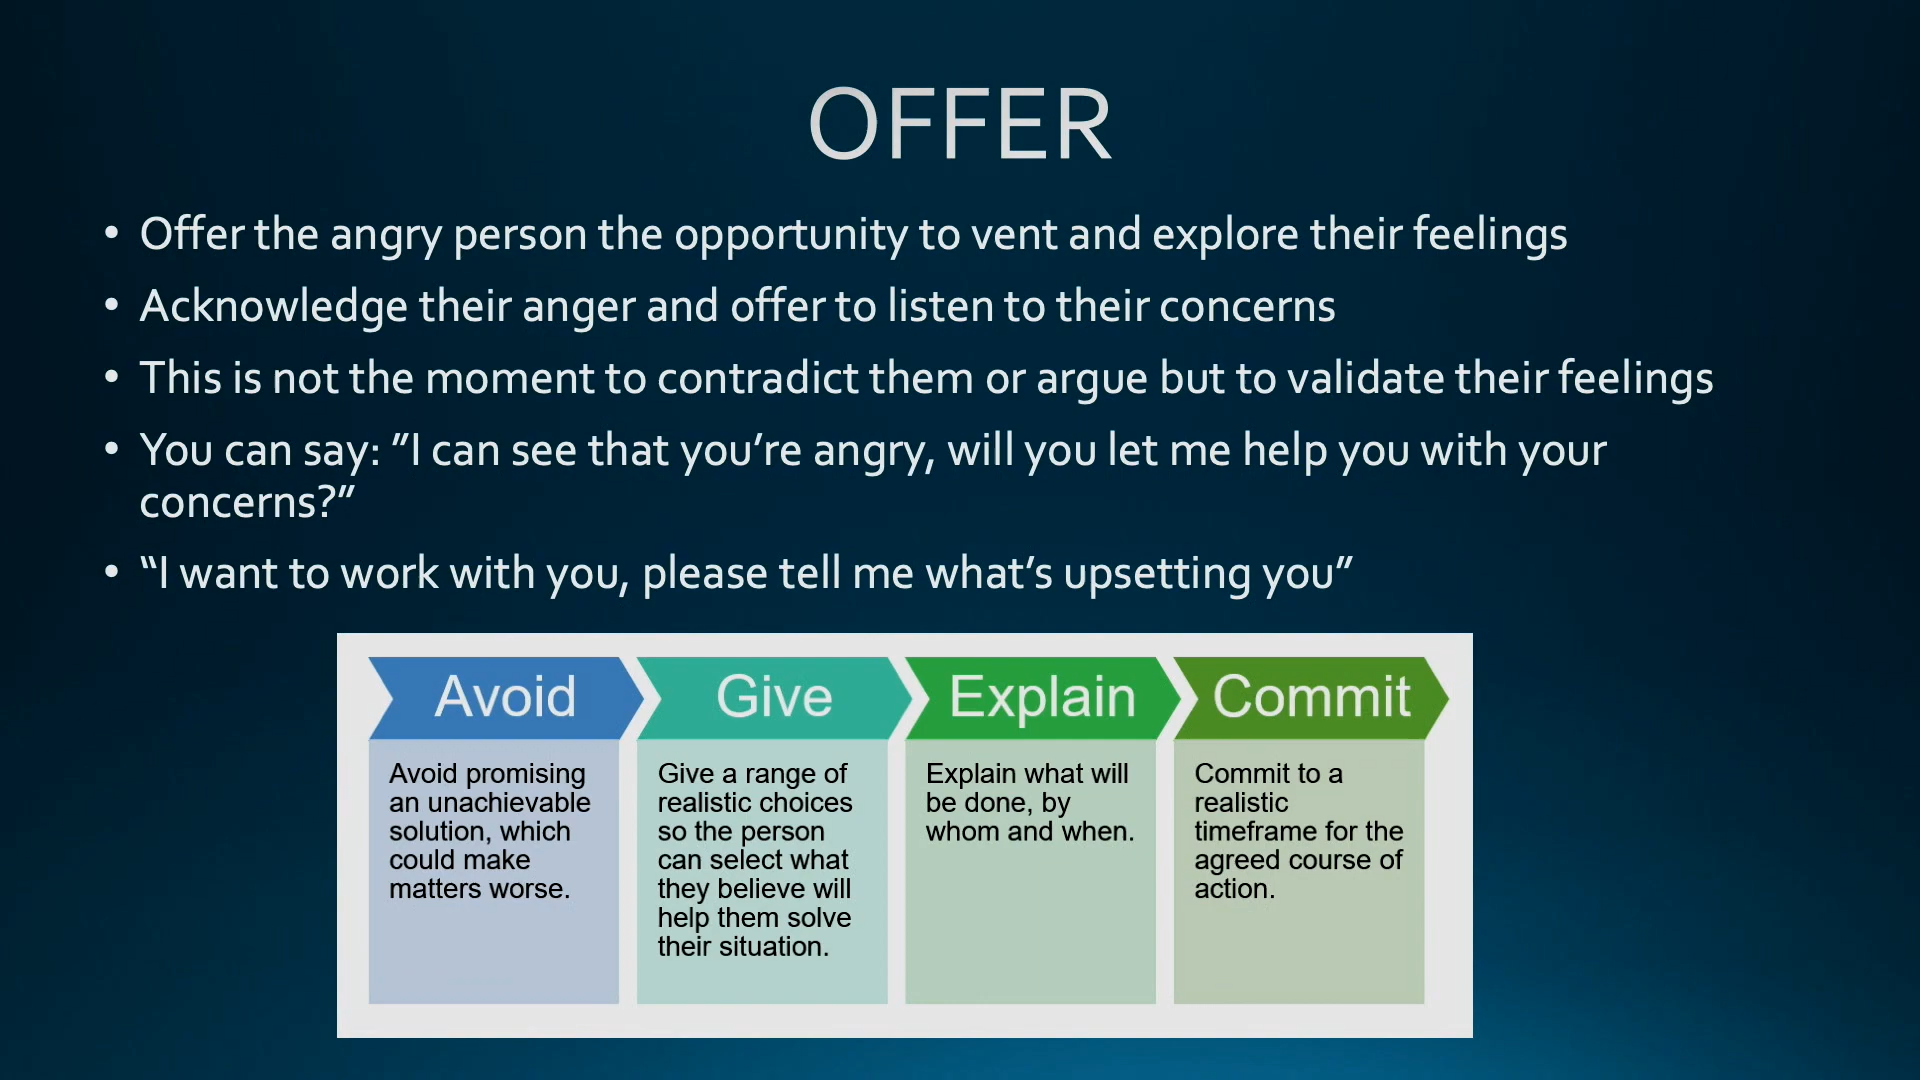 OFFER
• Offer the angry person the opportunity to vent and explore their feelings
• Acknowledge their anger and offer to listen to their concerns
• This is not the moment to contradict them or argue but to validate their feelings
• You can say: ”I can see that you’re angry, will you let me help you with your
concerns?”
• “I want to work with you, please tell me what’s upsetting you”
Avoid
Avoid promising
an unachievable
solution, which
could make
matters worse.
Give
Give a range of
realistic choices
so the person
can select what
they believe will
help them solve
their situation.
Explain
Explain what will
be done, by
whom and when.
Commit
Commit to a
realistic
timeframe for the
agreed course of
action.